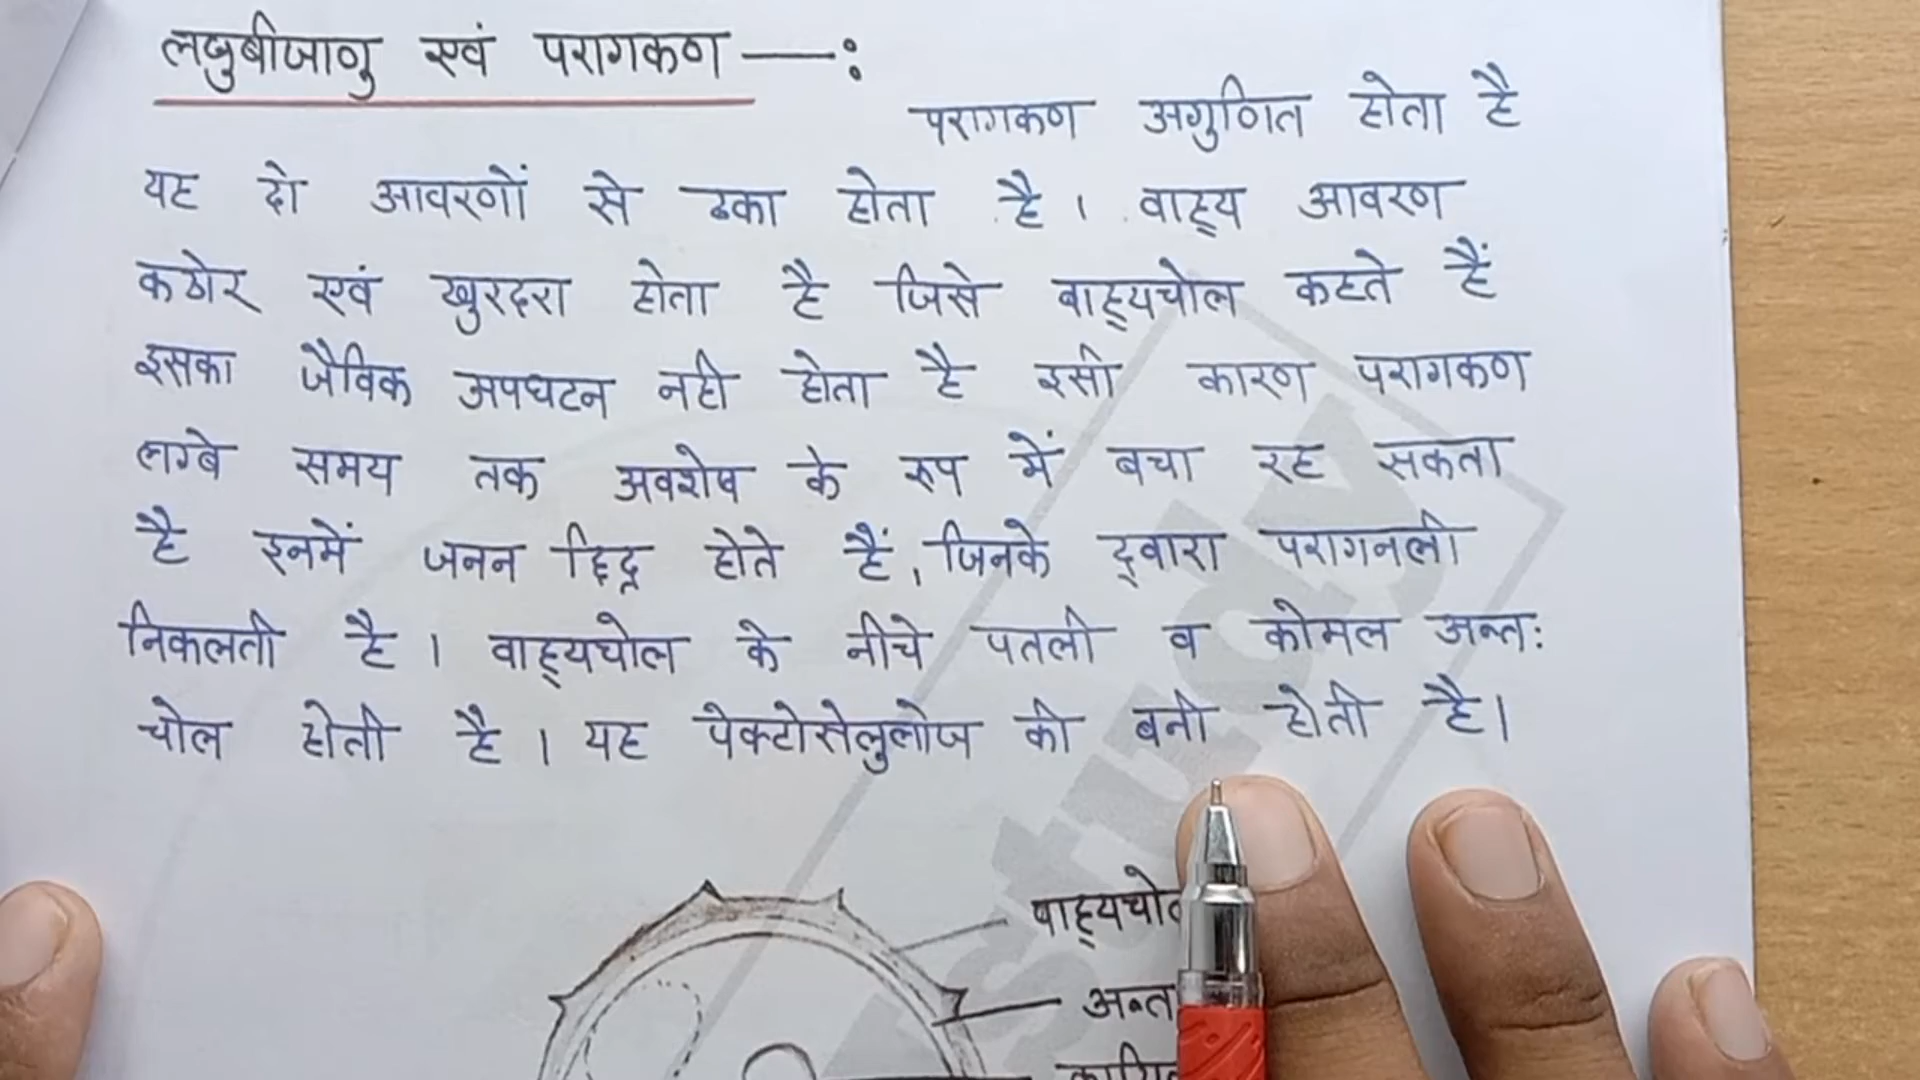 लघुबीजाणु एवं परागकण —:
परागकण अगुणित होता है
यह दो आवरणों से ढका होता है । वाह्य आवरण
कठोर एवं खुरदरा होता है जिसे वाह्यचोल कहते हैं
इसका जैविक अपघटन नही होता है इसी कारण परागकण
लम्बे समय तक अवशेष के रुप में बचा रह सकता
है इनमें जनन छिद्र होते हैं, जिनके द्वारा परागनली
निकलती है । वाह्यचोल के नीचे पतली व कोमल अन्तः
चोल होती है । यह पेक्टोसेलुलोज की बनी होती है।
study